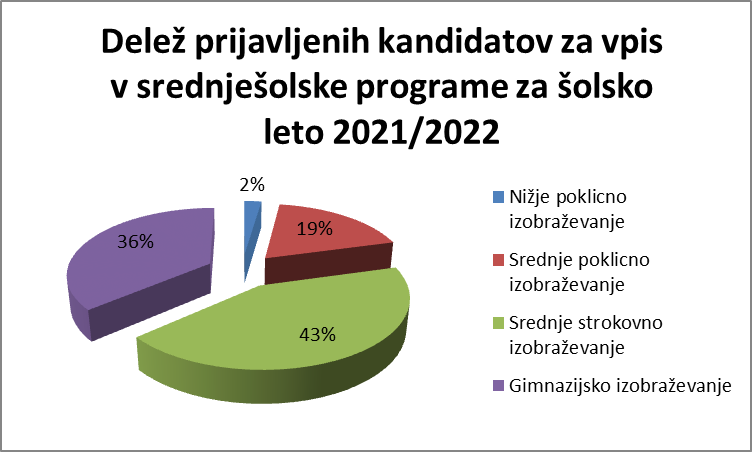 Delež prijavljenih kandidatov za vpis
v srednješolske programe za šolsko
leto 2021/2022
2%
19%
36%
43%
Nižje poklicno
izobraževanje
Srednje poklicno
izobraževanje
Srednje strokovno
izobraževanje
Gimnazijsko izobraževanje